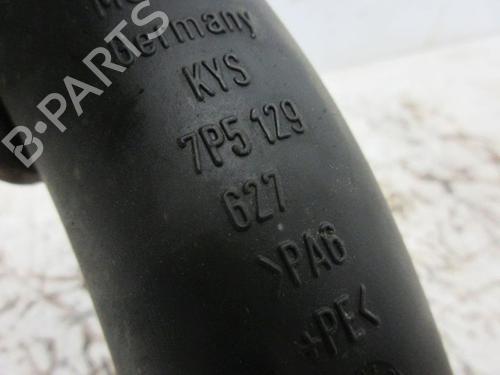 Germany
KYS
7P5 129
627
>PA6
+PE<
B-PARTS